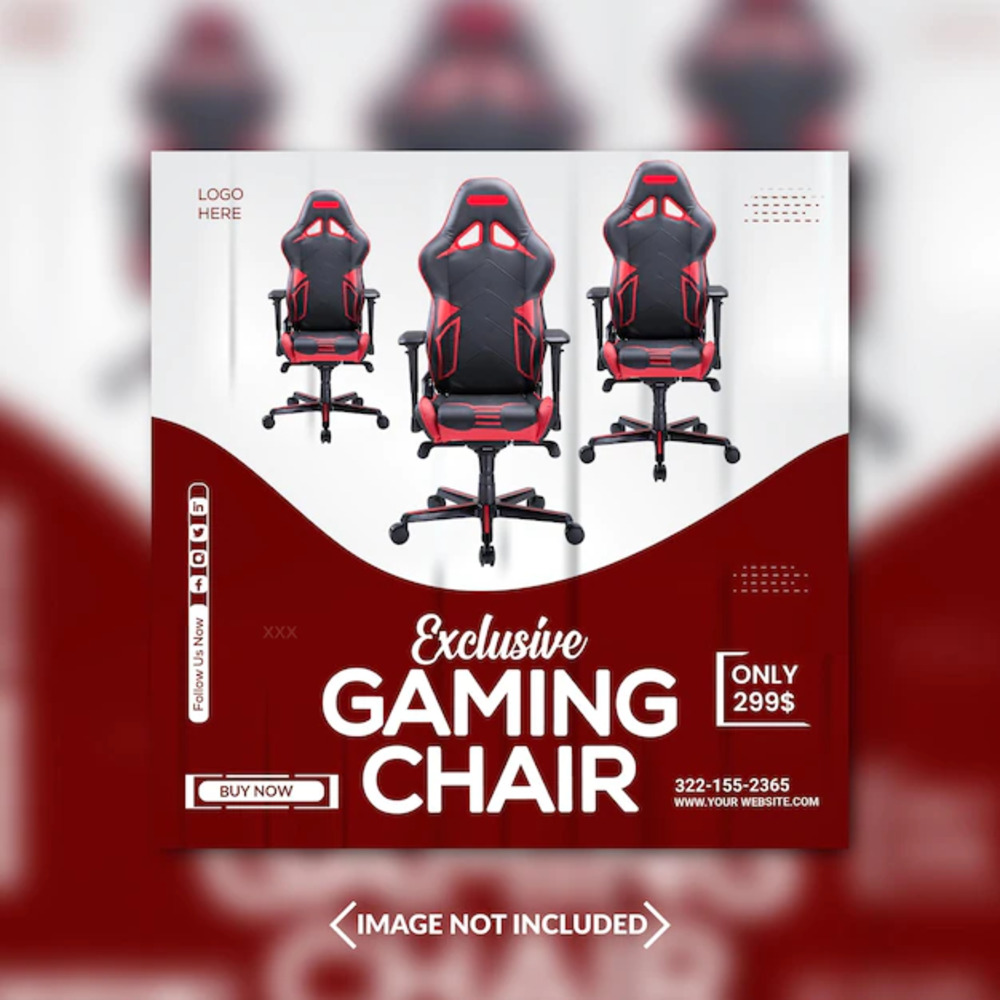 LOGO
HERE
Follow Us Now
XXX
Exclusive
GAMING
CHAIR
ONLY
299$
BUY NOW
322-155-2365
WWW.YOUR WEBSITE.COM
IMAGE NOT INCLUDED